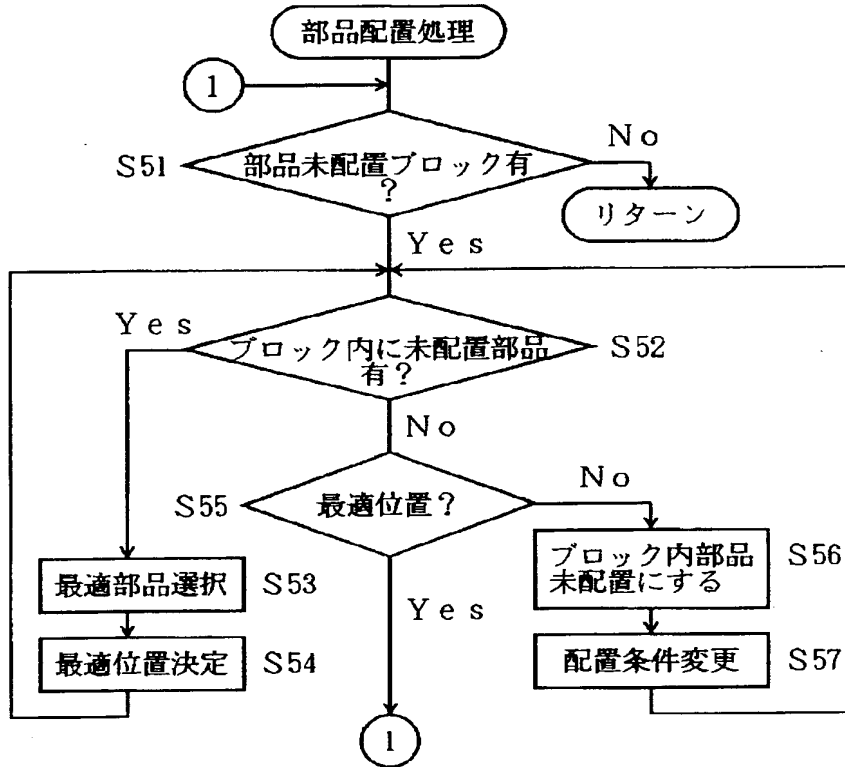 部品配置処理
1
No
S51
部品未配置ブロック有
?
リターン
Yes
Yes
ブロック内に未配置部品
有?
S52
No
No
S55
最適位置?
ブロック内部品
未配置にする
S56
最適部品選択
S53
Yes
最適位置決定
S54
配置条件変更
S57
1